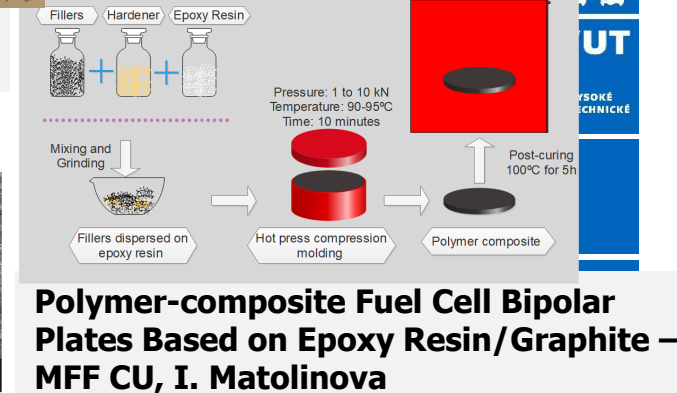 Fillers
Hardener
Epoxy Resin
Pressure: 1 to 10 kN
Temperature: 90-95ºC
Time: 10 minutes
Mixing and
Grinding
Post-curing
100ºC for 5h
Fillers dispersed on
epoxy resin
Hot press compression
molding
Polymer composite
UT
YSOKÉ
ECHNICKÉ
Polymer-composite Fuel Cell Bipolar
Plates Based on Epoxy Resin/Graphite –
MFF CU, I. Matolinova